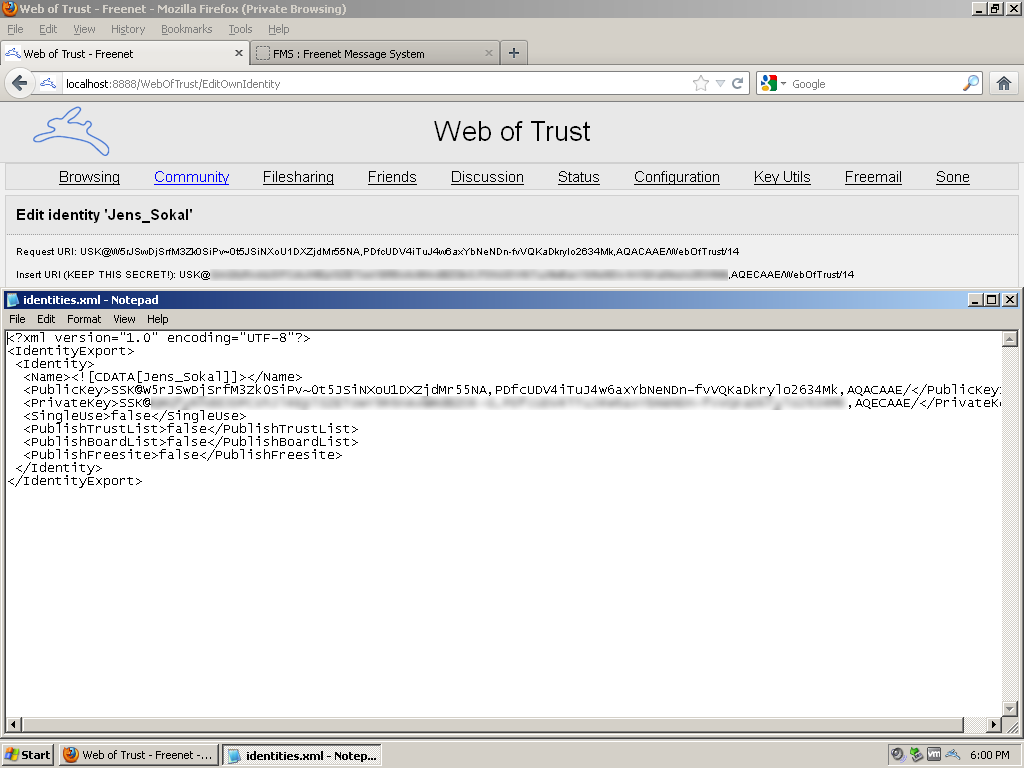 Web of Trust - Freenet - Mozilla Firefox (Private Browsing)
File Edit View History Bookmarks Tools Help
Web of Trust - Freenet
FMS : Freenet Message System
localhost:8888/WebOfTrust/EditOwnIdentity
Google
Web of Trust
Browsing Community Filesharing Friends Discussion Status Configuration Key Utils Freemail Sone
Edit identity 'Jens_Sokal'
Request URI: USK@W5rJSwDjSrfM3Zk0SiPv~0t5JSiNXoU1DXZjdMr55NA,PDfcUDV4iTuJ4w6axYbNeNDn-fvVQKaDkrylo2634Mk,AQACAAE/WebOfTrust/14
Insert URI (KEEP THIS SECRET!): USK@ ,AQECAAE/WebOfTrust/14
identities.xml - Notepad
File Edit Format View Help
<?xml version="1.0" encoding="UTF-8"?>
<IdentityExport>
<Identity>
<Name><![CDATA[Jens_Sokal]]></Name>
<PublicKey>SSK@W5rJSwDjSrfM3Zk0SiPv~0t5JSiNXoU1DXZjdMr55NA,PDfcUDV4iTuJ4w6axYbNeNDn-fvVQKaDkrylo2634Mk,AQACAAE/</PublicKey>
<PrivateKey>SSK@ ,AQECAAE/</PrivateKe
<SingleUse>false</SingleUse>
<PublishTrustList>false</PublishTrustList>
<PublishBoardList>false</PublishBoardList>
<PublishFreesite>false</PublishFreesite>
</Identity>
</IdentityExport>
Start
Web of Trust - Freenet -...
identities.xml - Notep...
6:00 PM